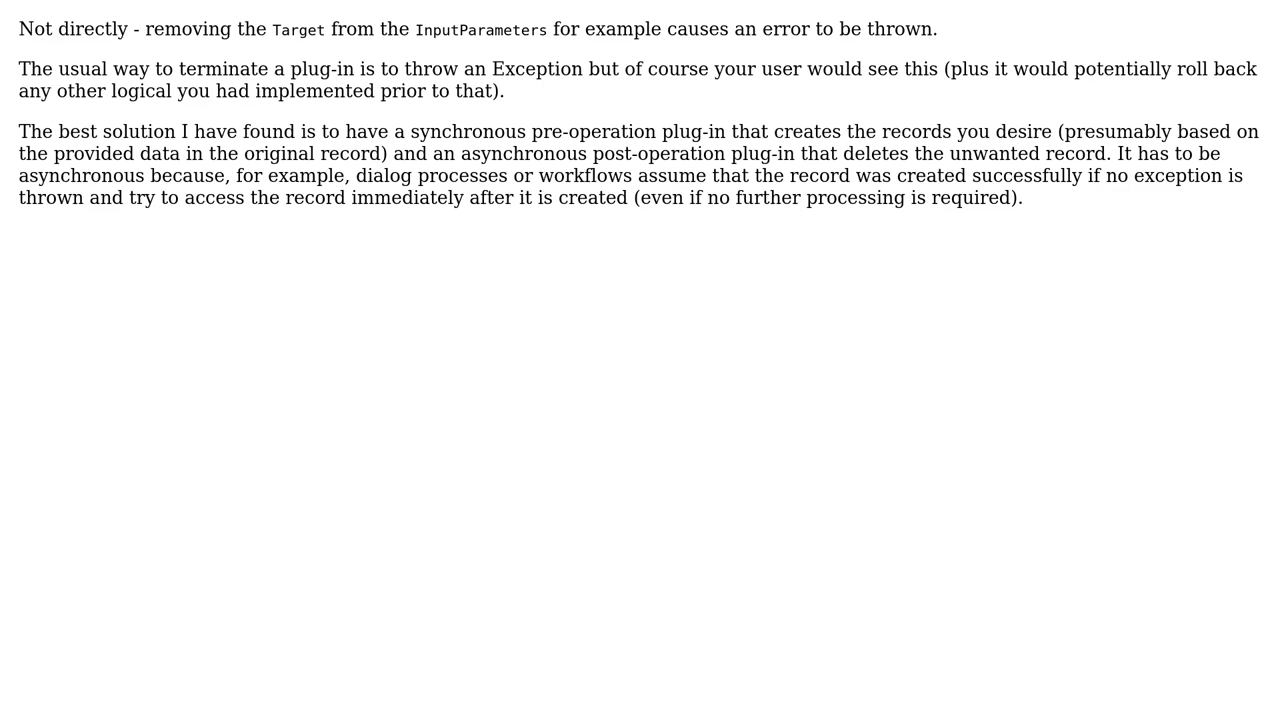 Not directly - removing the Target from the InputParameters for example causes an error to be thrown.
The usual way to terminate a plug-in is to throw an Exception but of course your user would see this (plus it would potentially roll back
any other logical you had implemented prior to that).
The best solution I have found is to have a synchronous pre-operation plug-in that creates the records you desire (presumably based on
the provided data in the original record) and an asynchronous post-operation plug-in that deletes the unwanted record. It has to be
asynchronous because, for example, dialog processes or workflows assume that the record was created successfully if no exception is
thrown and try to access the record immediately after it is created (even if no further processing is required).